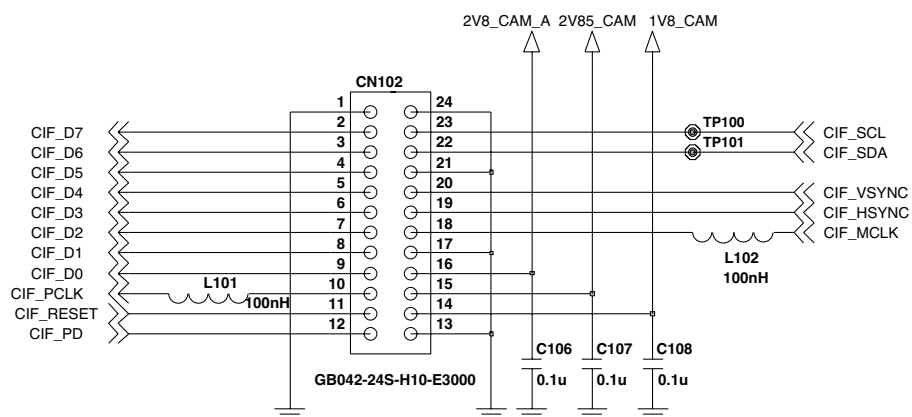 2V8_CAM_A 2V85_CAM 1V8_CAM
CN102
1 24
CIF_D7 2 23 TP100 CIF_SCL
CIF_D6 3 22 TP101 CIF_SDA
CIF_D5 4 21
CIF_D4 5 20 CIF_VSYNC
CIF_D3 6 19 CIF_HSYNC
CIF_D2 7 18 CIF_MCLK
CIF_D1 8 17
L102
CIF_D0 9 16
100nH
L101
CIF_PCLK 100nH 10 15
CIF_RESET 11 14
CIF_PD 12 13
C106 C107 C108
GB042-24S-H10-E3000
0.1u 0.1u 0.1u